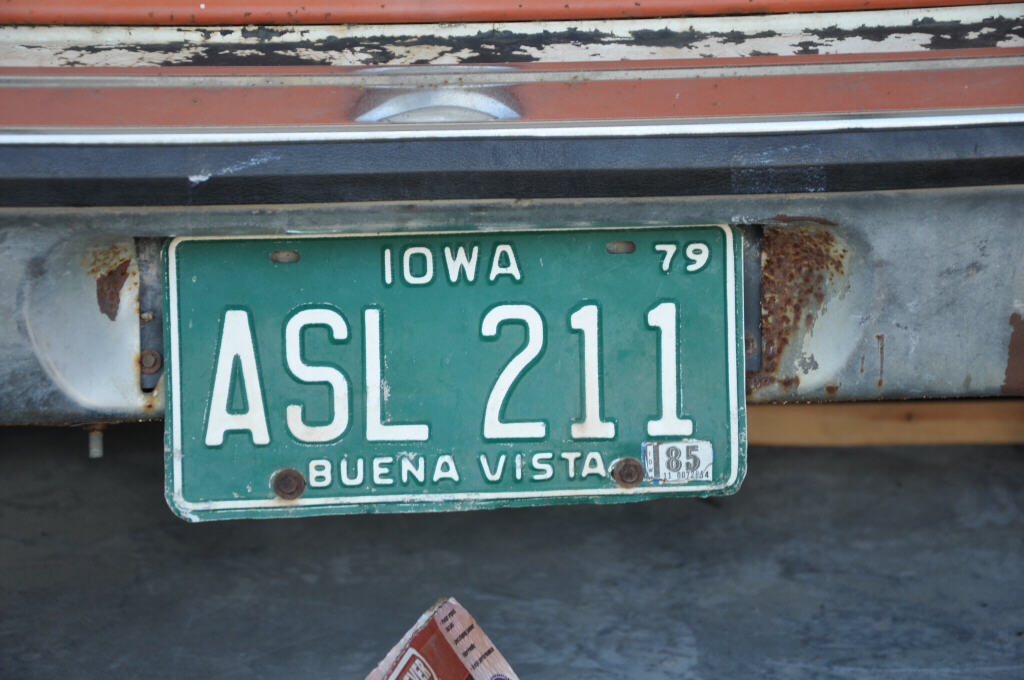 IOWA 79
ASL 211
BUENA VISTA
85